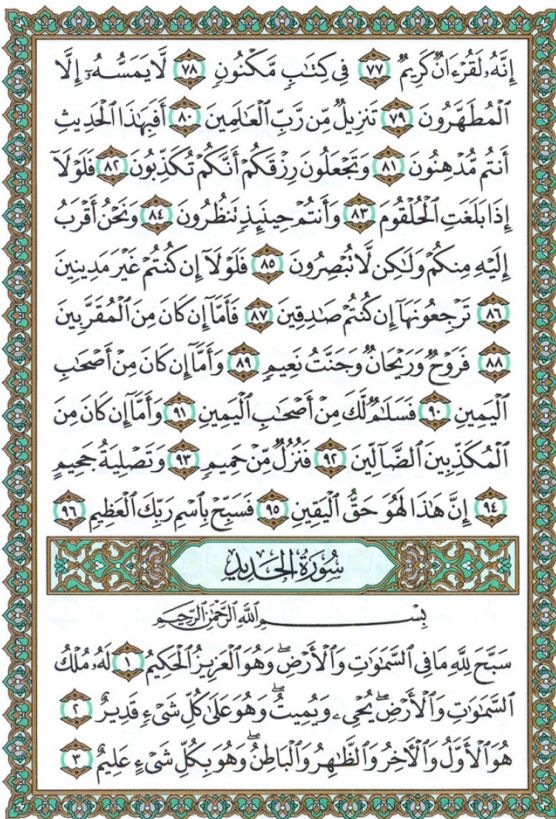 إِنَّهُۥ لَقُرْءَانٌ كَرِيمٌ ٧٧ فِى كِتَٰبٍ مَّكْنُونٍ ٧٨ لَّا يَمَسُّهُۥٓ إِلَّا
ٱلْمُطَهَّرُونَ ٧٩ تَنزِيلٌ مِّن رَّبِّ ٱلْعَٰلَمِينَ ٨٠ أَفَبِهَٰذَا ٱلْحَدِيثِ
أَنتُم مُّدْهِنُونَ ٨١ وَتَجْعَلُونَ رِزْقَكُمْ أَنَّكُمْ تُكَذِّبُونَ ٨٢ فَلَوْلَآ
إِذَا بَلَغَتِ ٱلْحُلْقُومَ ٨٣ وَأَنتُمْ حِينَئِذٍ تَنظُرُونَ ٨٤ وَنَحْنُ أَقْرَبُ
إِلَيْهِ مِنكُمْ وَلَٰكِن لَّا تُبْصِرُونَ ٨٥ فَلَوْلَآ إِن كُنتُمْ غَيْرَ مَدِينِينَ
٨٦ تَرْجِعُونَهَآ إِن كُنتُمْ صَٰدِقِينَ ٨٧ فَأَمَّآ إِن كَانَ مِنَ ٱلْمُقَرَّبِينَ
٨٨ فَرَوْحٌ وَرَيْحَانٌ وَجَنَّتُ نَعِيمٍ ٨٩ وَأَمَّآ إِن كَانَ مِنْ أَصْحَٰبِ
ٱلْيَمِينِ ٩٠ فَسَلَٰمٌ لَّكَ مِنْ أَصْحَٰبِ ٱلْيَمِينِ ٩١ وَأَمَّآ إِن كَانَ مِنَ
ٱلْمُكَذِّبِينَ ٱلضَّآلِّينَ ٩٢ فَنُزُلٌ مِّنْ حَمِيمٍ ٩٣ وَتَصْلِيَةُ جَحِيمٍ
٩٤ إِنَّ هَٰذَا لَهُوَ حَقُّ ٱلْيَقِينِ ٩٥ فَسَبِّحْ بِٱسْمِ رَبِّكَ ٱلْعَظِيمِ ٩٦
سُورَةُ الحَدِيدِ
بِسْمِ ٱللَّهِ ٱلرَّحْمَٰنِ ٱلرَّحِيمِ
سَبَّحَ لِلَّهِ مَا فِى ٱلسَّمَٰوَٰتِ وَٱلْأَرْضِ ۖ وَهُوَ ٱلْعَزِيزُ ٱلْحَكِيمُ ١ لَهُۥ مُلْكُ
ٱلسَّمَٰوَٰتِ وَٱلْأَرْضِ ۖ يُحْىِۦ وَيُمِيتُ ۖ وَهُوَ عَلَىٰ كُلِّ شَىْءٍ قَدِيرٌ ٢
هُوَ ٱلْأَوَّلُ وَٱلْءَاخِرُ وَٱلظَّٰهِرُ وَٱلْبَاطِنُ ۖ وَهُوَ بِكُلِّ شَىْءٍ عَلِيمٌ ٣